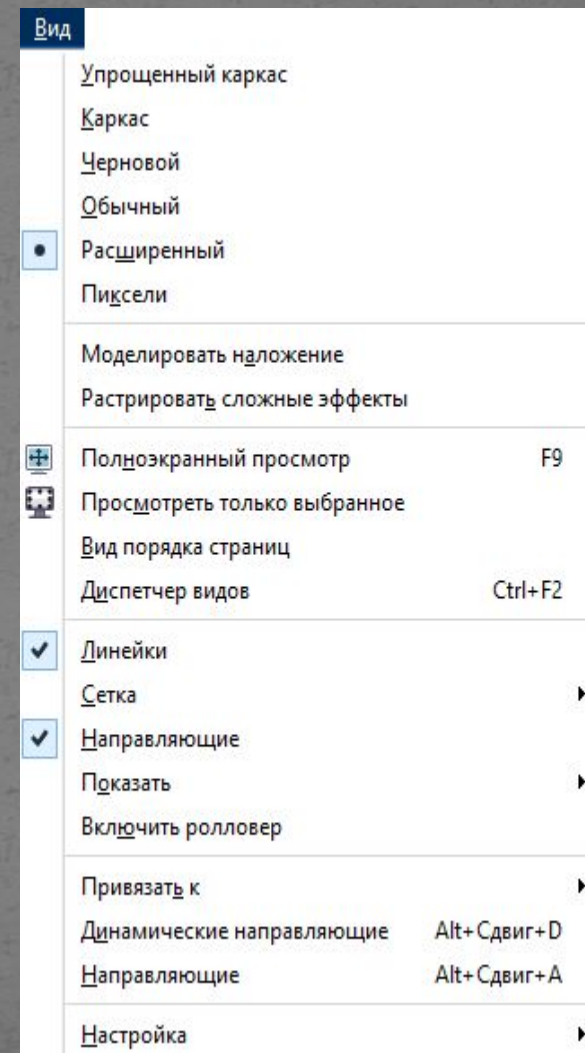 Вид
Упрощенный каркас
Каркас
Черновой
Обычный
Расширенный
Пиксели
Моделировать наложение
Растрировать сложные эффекты
Полноэкранный просмотр F9
Просмотреть только выбранное
Вид порядка страниц
Диспетчер видов Ctrl+F2
Линейки
Сетка
Направляющие
Показать
Включить ролловер
Привязать к
Динамические направляющие Alt+Сдвиг+D
Направляющие Alt+Сдвиг+A
Настройка